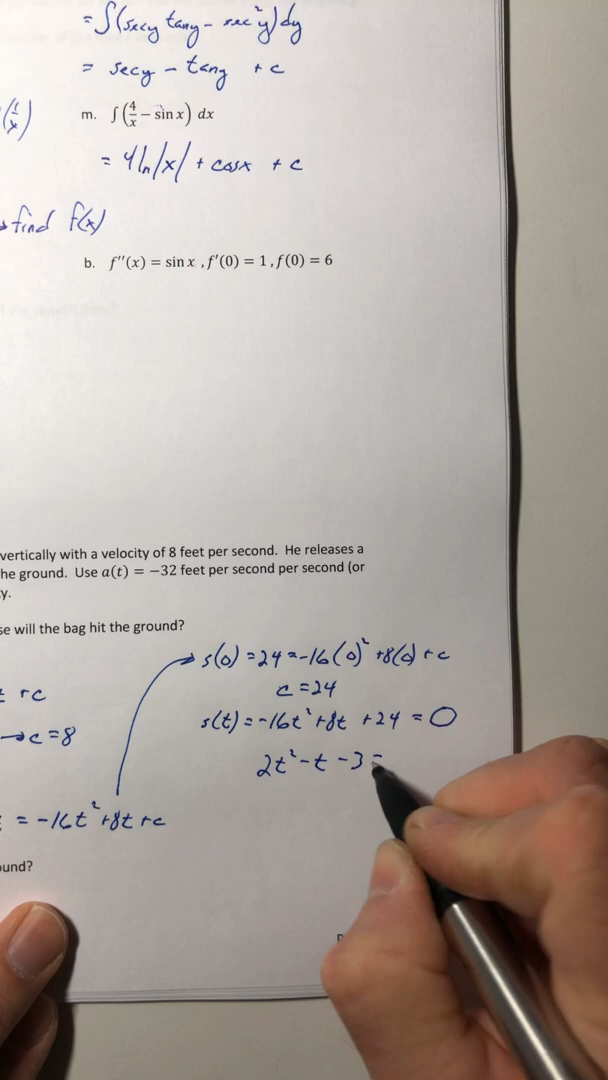 = ∫(secy tany - sec²y)dy
= secy - tany + c
m. ∫(4/x − sin x) dx
= 4ln|x| + cosx + c
find f(x)
b. f″(x) = sin x , f′(0) = 1 , f(0) = 6
vertically with a velocity of 8 feet per second. He releases a
he ground. Use a(t) = −32 feet per second per second (or
y.
se will the bag hit the ground?
s(0) = 24 = -16(0)² + 8(0) + c
t + c
c = 24
→ c = 8
s(t) = -16t² + 8t + 24 = 0
2t² - t - 3 =
= -16t² + 8t + c
ound?